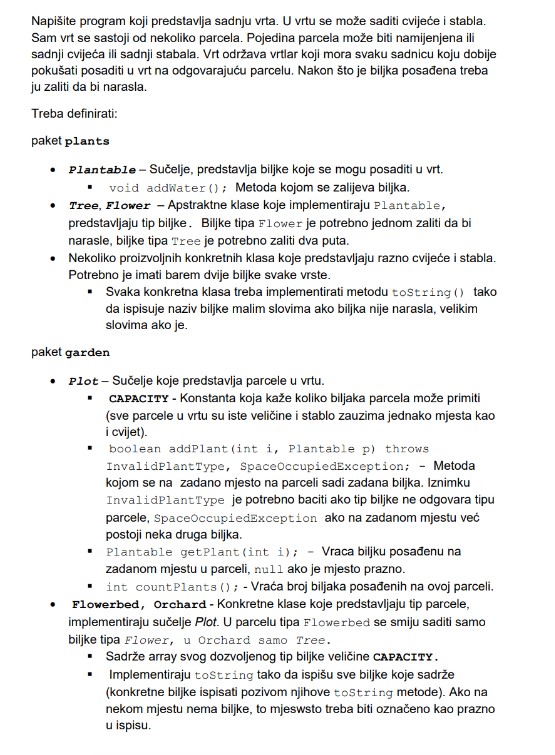 Napišite program koji predstavlja sadnju vrta. U vrtu se može saditi cvijeće i stabla.
Sam vrt se sastoji od nekoliko parcela. Pojedina parcela može biti namijenjena ili
sadnji cvijeća ili sadnji stabala. Vrt održava vrtlar koji mora svaku sadnicu koju dobije
pokušati posaditi u vrt na odgovarajuću parcelu. Nakon što je biljka posađena treba
ju zaliti da bi narasla.
Treba definirati:
paket plants
• Plantable – Sučelje, predstavlja biljke koje se mogu posaditi u vrt.
▪ void addWater(); Metoda kojom se zalijeva biljka.
• Tree, Flower – Apstraktne klase koje implementiraju Plantable,
predstavljaju tip biljke. Biljke tipa Flower je potrebno jednom zaliti da bi
narasle, biljke tipa Tree je potrebno zaliti dva puta.
• Nekoliko proizvoljnih konkretnih klasa koje predstavljaju razno cvijeće i stabla.
Potrebno je imati barem dvije biljke svake vrste.
▪ Svaka konkretna klasa treba implementirati metodu toString() tako
da ispisuje naziv biljke malim slovima ako biljka nije narasla, velikim
slovima ako je.
paket garden
• Plot – Sučelje koje predstavlja parcele u vrtu.
▪ CAPACITY - Konstanta koja kaže koliko biljaka parcela može primiti
(sve parcele u vrtu su iste veličine i stablo zauzima jednako mjesta kao
i cvijet).
▪ boolean addPlant(int i, Plantable p) throws
InvalidPlantType, SpaceOccupiedException; – Metoda
kojom se na zadano mjesto na parceli sadi zadana biljka. Iznimku
InvalidPlantType je potrebno baciti ako tip biljke ne odgovara tipu
parcele, SpaceOccupiedException ako na zadanom mjestu već
postoji neka druga biljka.
▪ Plantable getPlant(int i); – Vraca biljku posađenu na
zadanom mjestu u parceli, null ako je mjesto prazno.
▪ int countPlants(); - Vraća broj biljaka posađenih na ovoj parceli.
• Flowerbed, Orchard - Konkretne klase koje predstavljaju tip parcele,
implementiraju sučelje Plot. U parcelu tipa Flowerbed se smiju saditi samo
biljke tipa Flower, u Orchard samo Tree.
▪ Sadrže array svog dozvoljenog tip biljke veličine CAPACITY.
▪ Implementiraju toString tako da ispišu sve biljke koje sadrže
(konkretne biljke ispisati pozivom njihove toString metode). Ako na
nekom mjestu nema biljke, to mjeswsto treba biti označeno kao prazno
u ispisu.